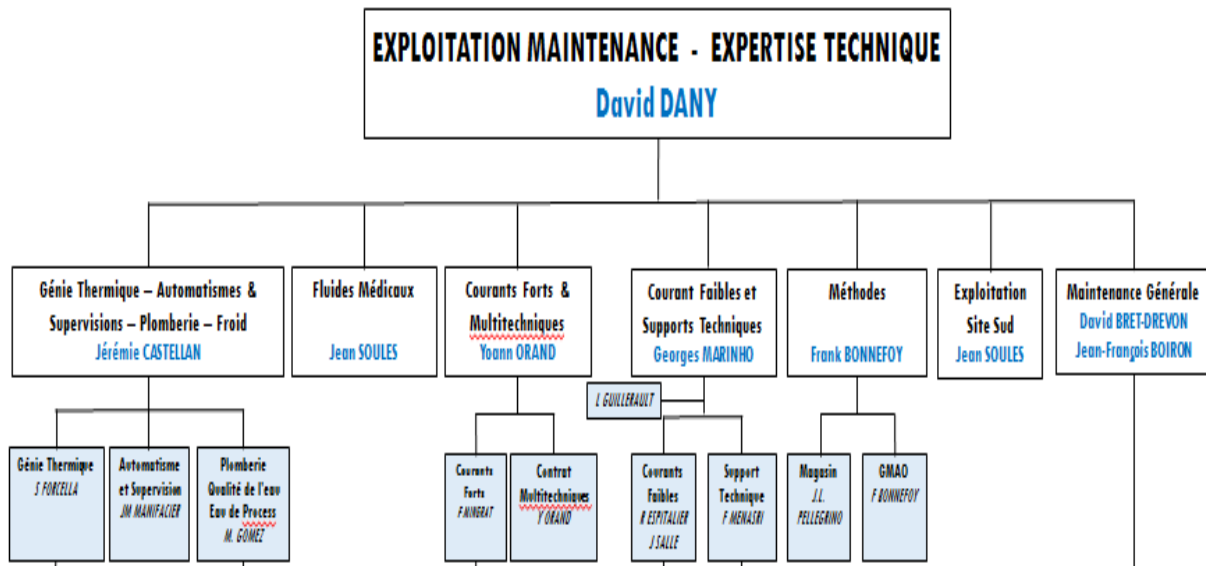 EXPLOITATION MAINTENANCE - EXPERTISE TECHNIQUE
David DANY
Génie Thermique – Automatismes &
Supervisions – Plomberie – Froid
Jérémie CASTELLAN
Fluides Médicaux
Jean SOULES
Courants Forts &
Multitechniques
Yoann ORAND
Courant Faibles et
Supports Techniques
Georges MARINHO
Méthodes
Frank BONNEFOY
Exploitation
Site Sud
Jean SOULES
Maintenance Générale
David BRET-DREVON
Jean-François BOIRON
L GUILLERAULT
Génie Thermique
S FORCELLA
Automatisme
et Supervision
JM MANIFACIER
Plomberie
Qualité de l'eau
Eau de Process
M. GOMEZ
Courants
Forts
F MINGRAT
Contrat
Multitechniques
Y ORAND
Courants
Faibles
R ESPITALIER
J SALLE
Support
Technique
F MENASRI
Magasin
J.L.
PELLEGRINO
GMAO
F BONNEFOY